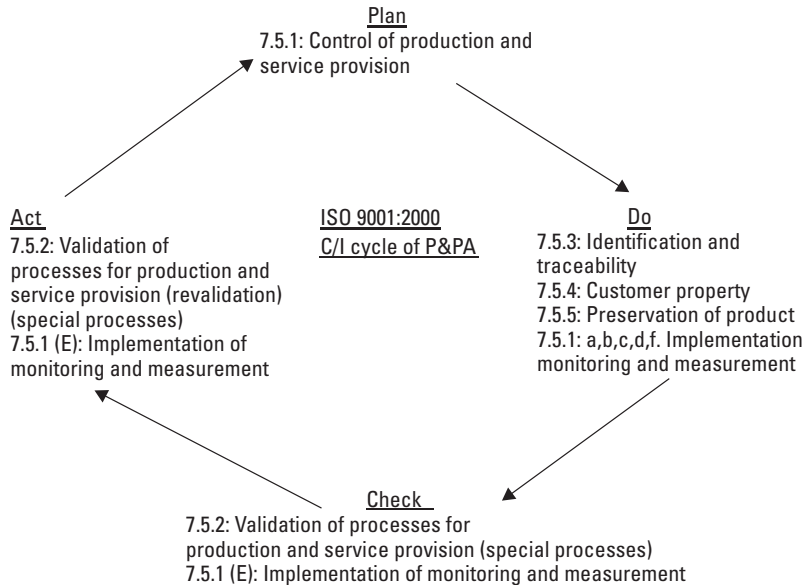 Plan
7.5.1: Control of production and
service provision
Act
7.5.2: Validation of
processes for production and
service provision (revalidation)
(special processes)
7.5.1 (E): Implementation of
monitoring and measurement
ISO 9001:2000
C/I cycle of P&PA
Do
7.5.3: Identification and
traceability
7.5.4: Customer property
7.5.5: Preservation of product
7.5.1: a,b,c,d,f. Implementation
monitoring and measurement
Check
7.5.2: Validation of processes for
production and service provision (special processes)
7.5.1 (E): Implementation of monitoring and measurement